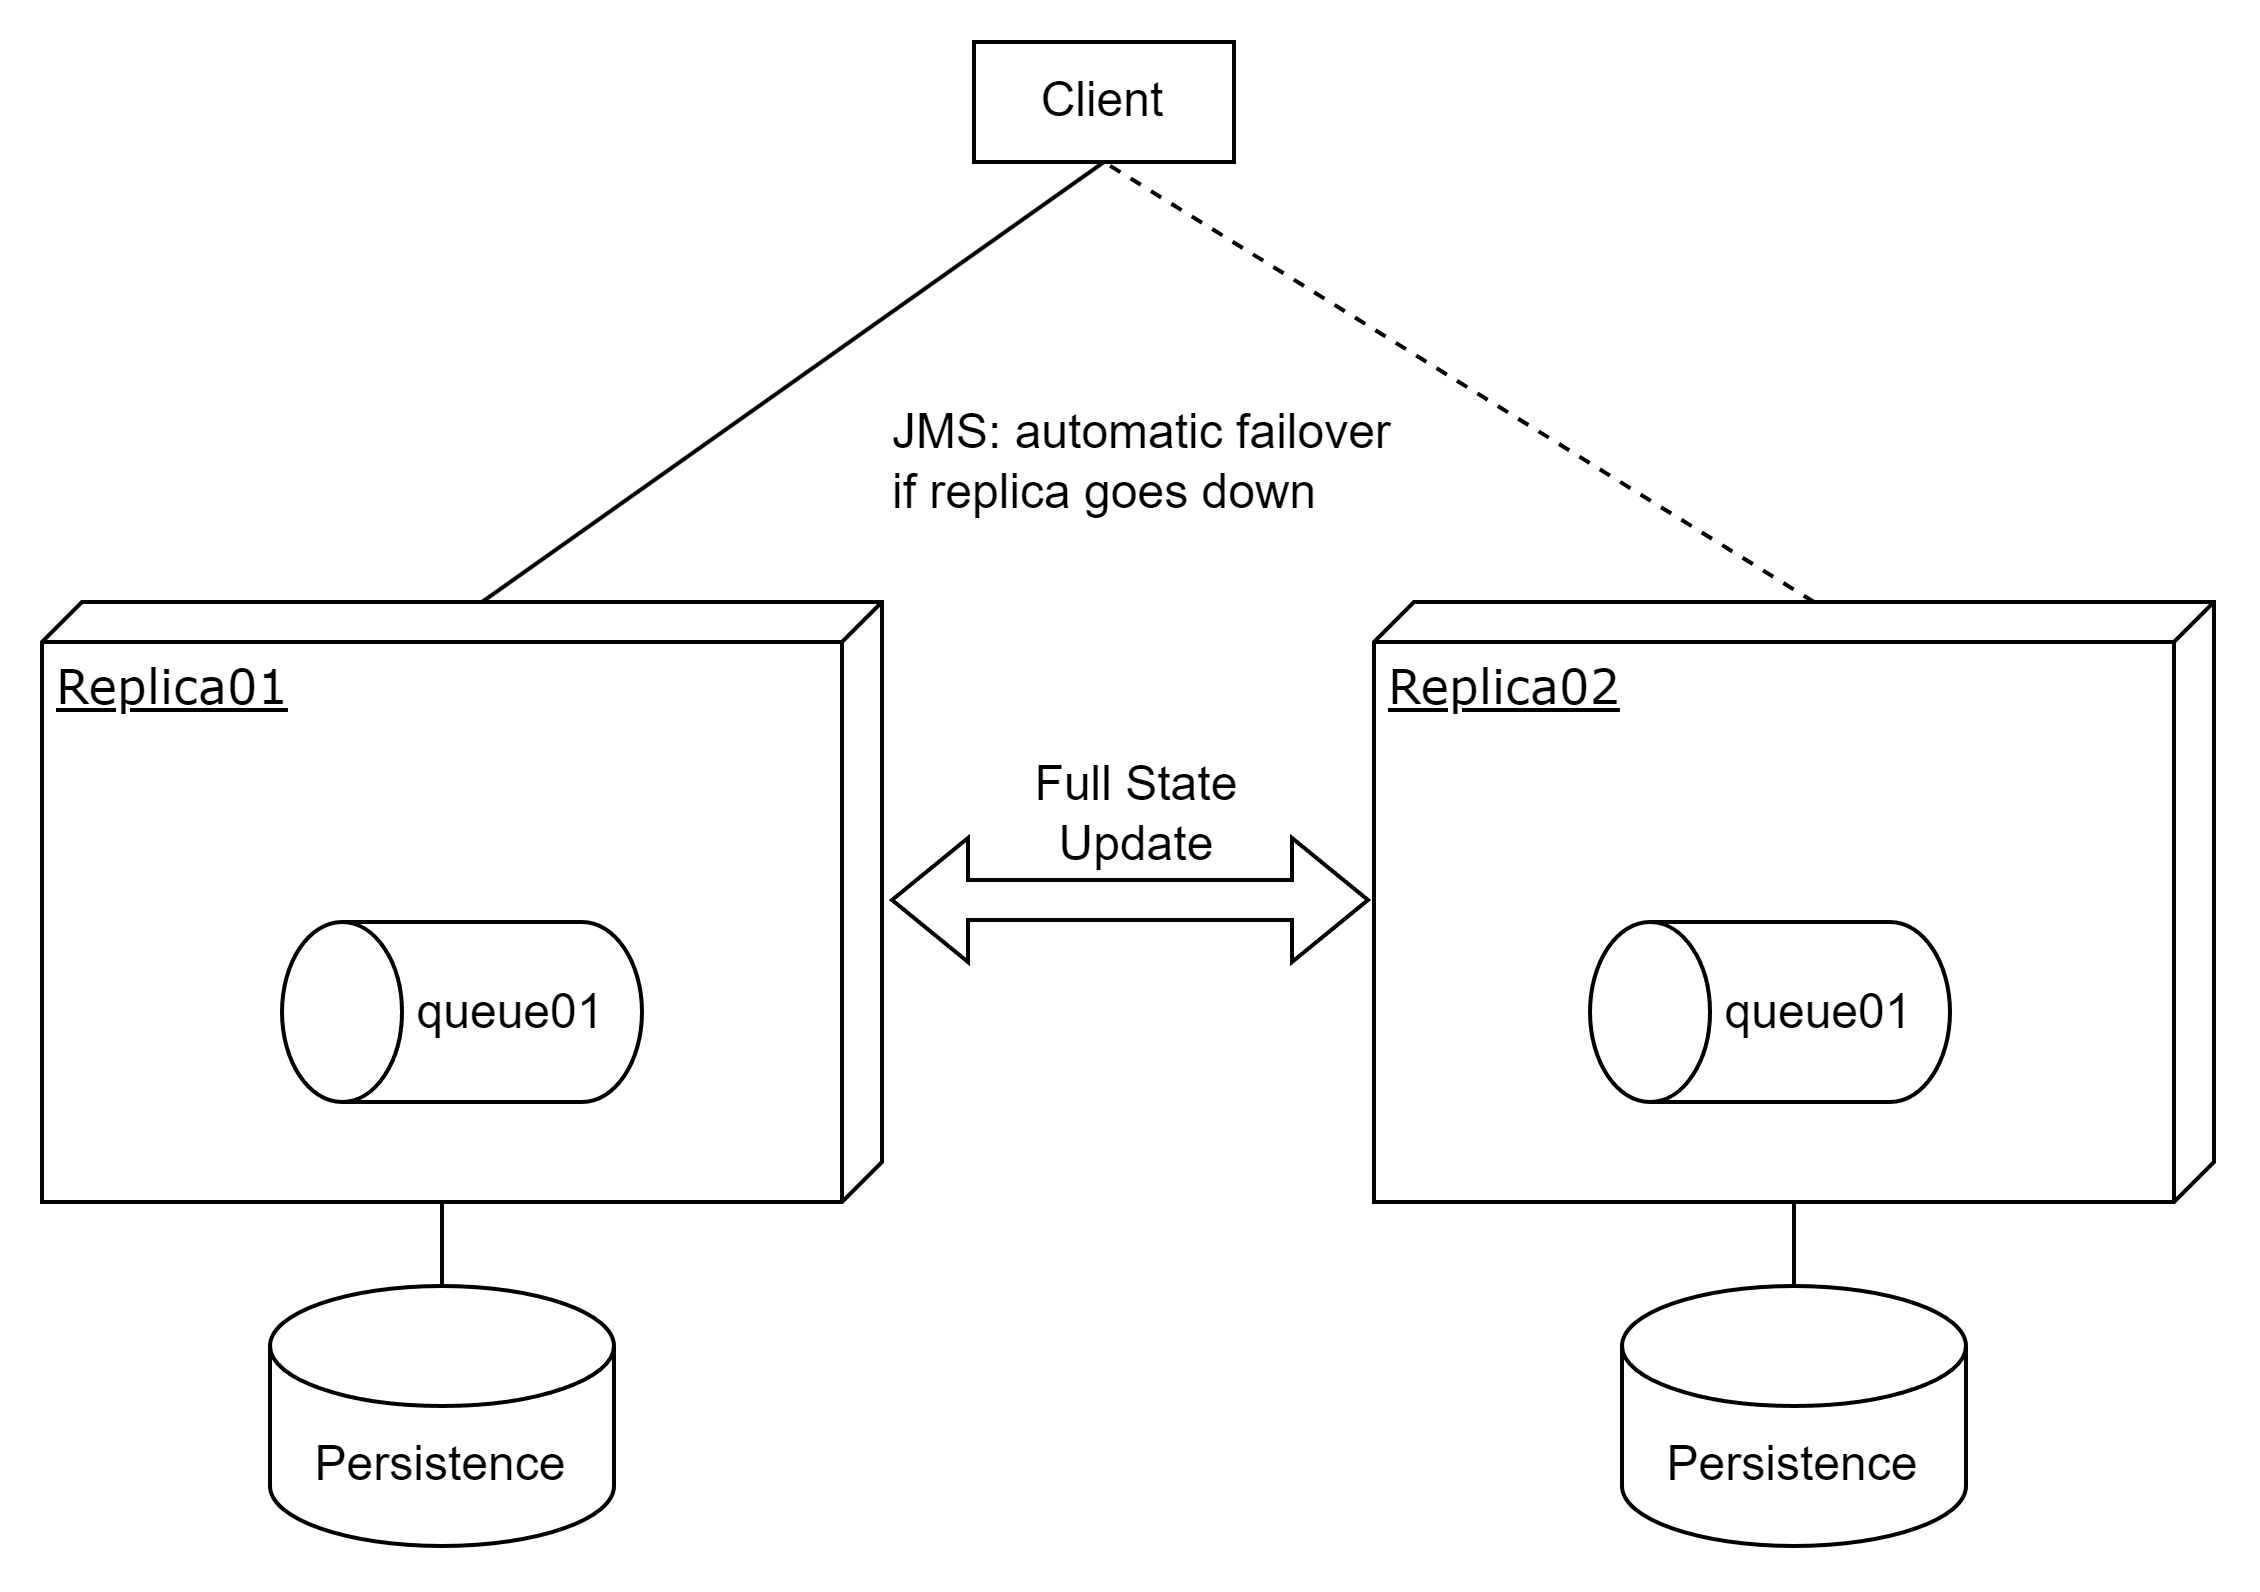 Client
JMS: automatic failover
if replica goes down
Replica01
Replica02
Full State
Update
queue01
queue01
Persistence
Persistence